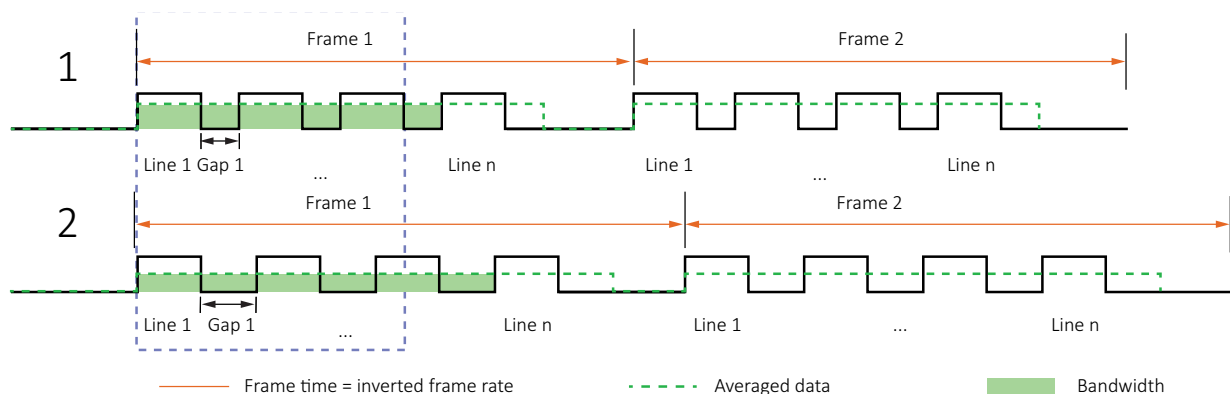 Frame 1
Frame 2
1
Line 1
Gap 1
...
Line n
Line 1
...
Line n
Frame 1
Frame 2
2
Line 1
Gap 1
...
Line n
Line 1
...
Line n
Frame time = inverted frame rate
Averaged data
Bandwidth